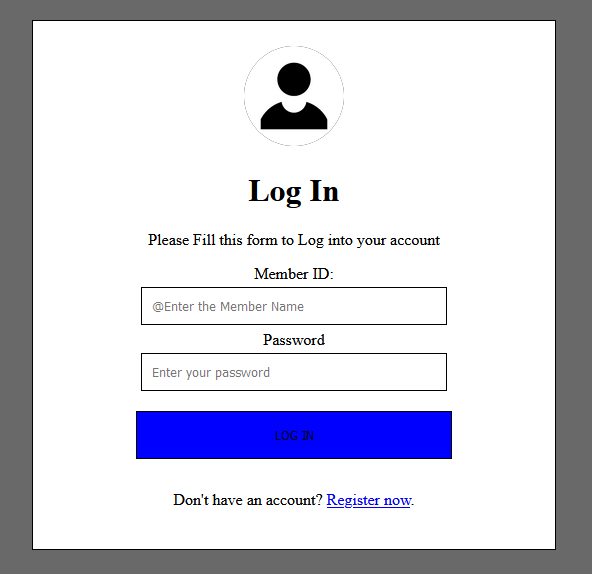 Log In
Please Fill this form to Log into your account
Member ID:
@Enter the Member Name
Password
Enter your password
LOG IN
Don't have an account? Register now.